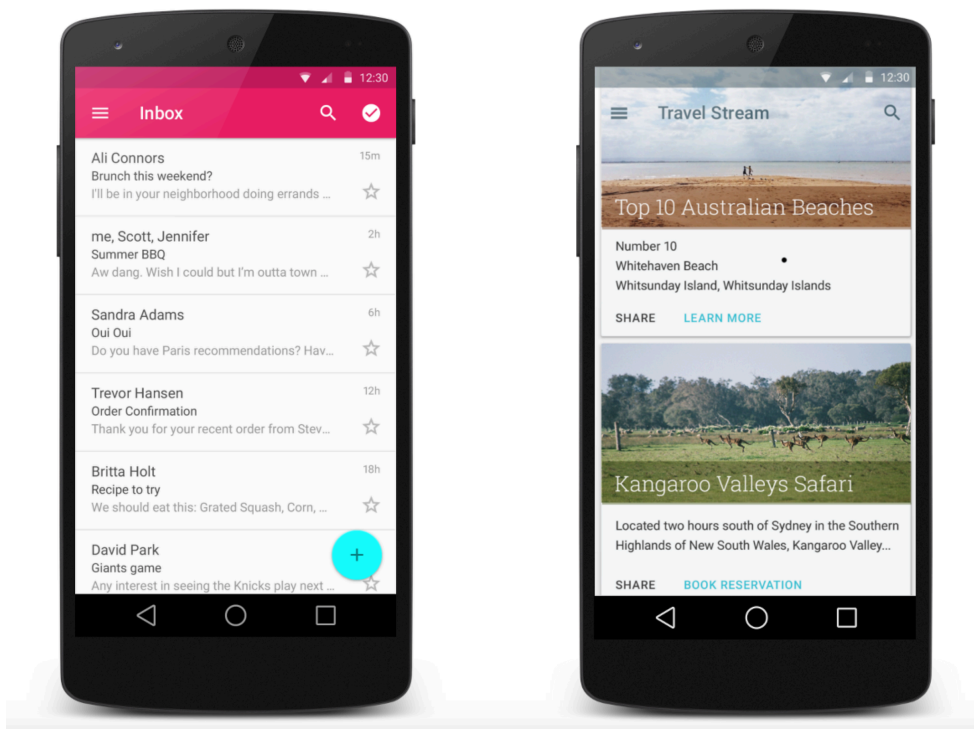 12:30
Inbox
Ali Connors
15m
Brunch this weekend?
I'll be in your neighborhood doing errands ...
me, Scott, Jennifer
2h
Summer BBQ
Aw dang. Wish I could but I'm outta town ...
Sandra Adams
6h
Oui Oui
Do you have Paris recommendations? Hav...
Trevor Hansen
12h
Order Confirmation
Thank you for your recent order from Stev...
Britta Holt
18h
Recipe to try
We should eat this: Grated Squash, Corn, ...
David Park
Giants game
Any interest in seeing the Knicks play next ...
12:30
Travel Stream
Top 10 Australian Beaches
Number 10
Whitehaven Beach
Whitsunday Island, Whitsunday Islands
SHARE LEARN MORE
Kangaroo Valleys Safari
Located two hours south of Sydney in the Southern
Highlands of New South Wales, Kangaroo Valley...
SHARE BOOK RESERVATION